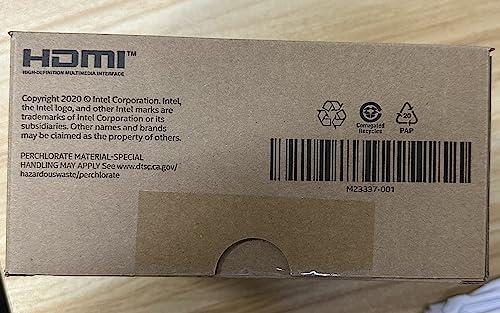 HDMI™
HIGH-DEFINITION MULTIMEDIA INTERFACE
Copyright 2020 © Intel Corporation. Intel,
the Intel logo, and other Intel marks are
trademarks of Intel Corporation or its
subsidiaries. Other names and brands
may be claimed as the property of others.
PERCHLORATE MATERIAL-SPECIAL
HANDLING MAY APPLY See www.dtsc.ca.gov/
hazardouswaste/perchlorate
Corrugated
Recycles
20
PAP
M23337-001